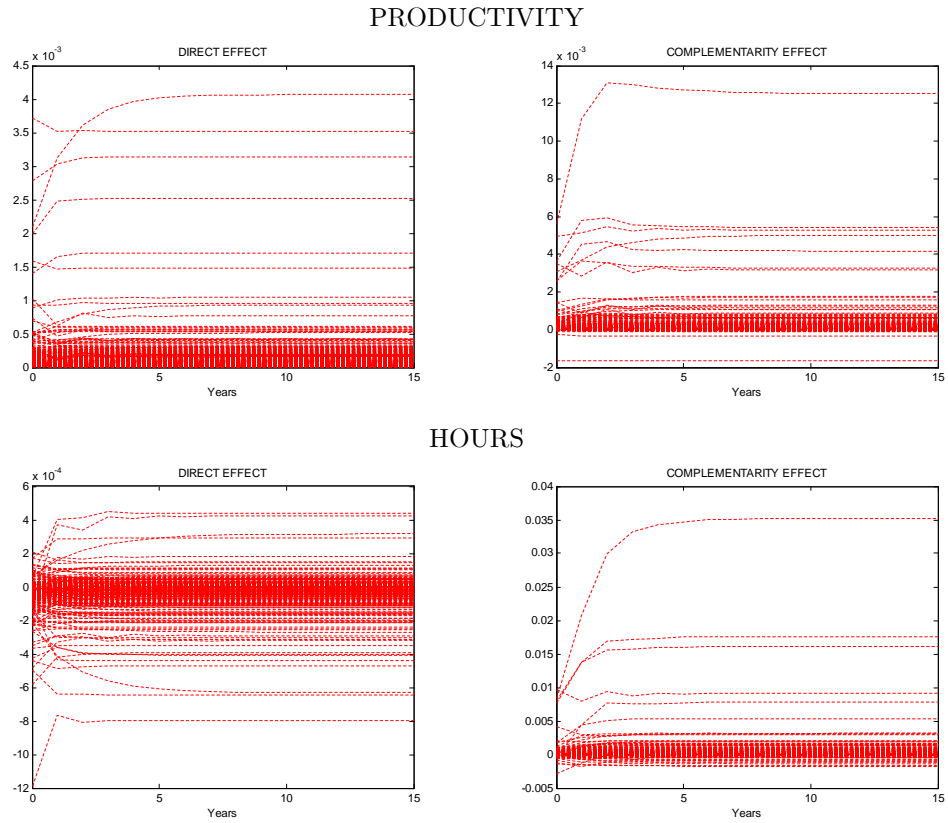 PRODUCTIVITY
x 10^-3 DIRECT EFFECT
4.5
4
3.5
3
2.5
2
1.5
1
0.5
0
0 5 10 15
Years
x 10^-3 COMPLEMENTARITY EFFECT
14
12
10
8
6
4
2
0
-2
0 5 10 15
Years
HOURS
x 10^-4 DIRECT EFFECT
6
4
2
0
-2
-4
-6
-8
-10
-12
0 5 10 15
Years
COMPLEMENTARITY EFFECT
0.04
0.035
0.03
0.025
0.02
0.015
0.01
0.005
0
-0.005
0 5 10 15
Years